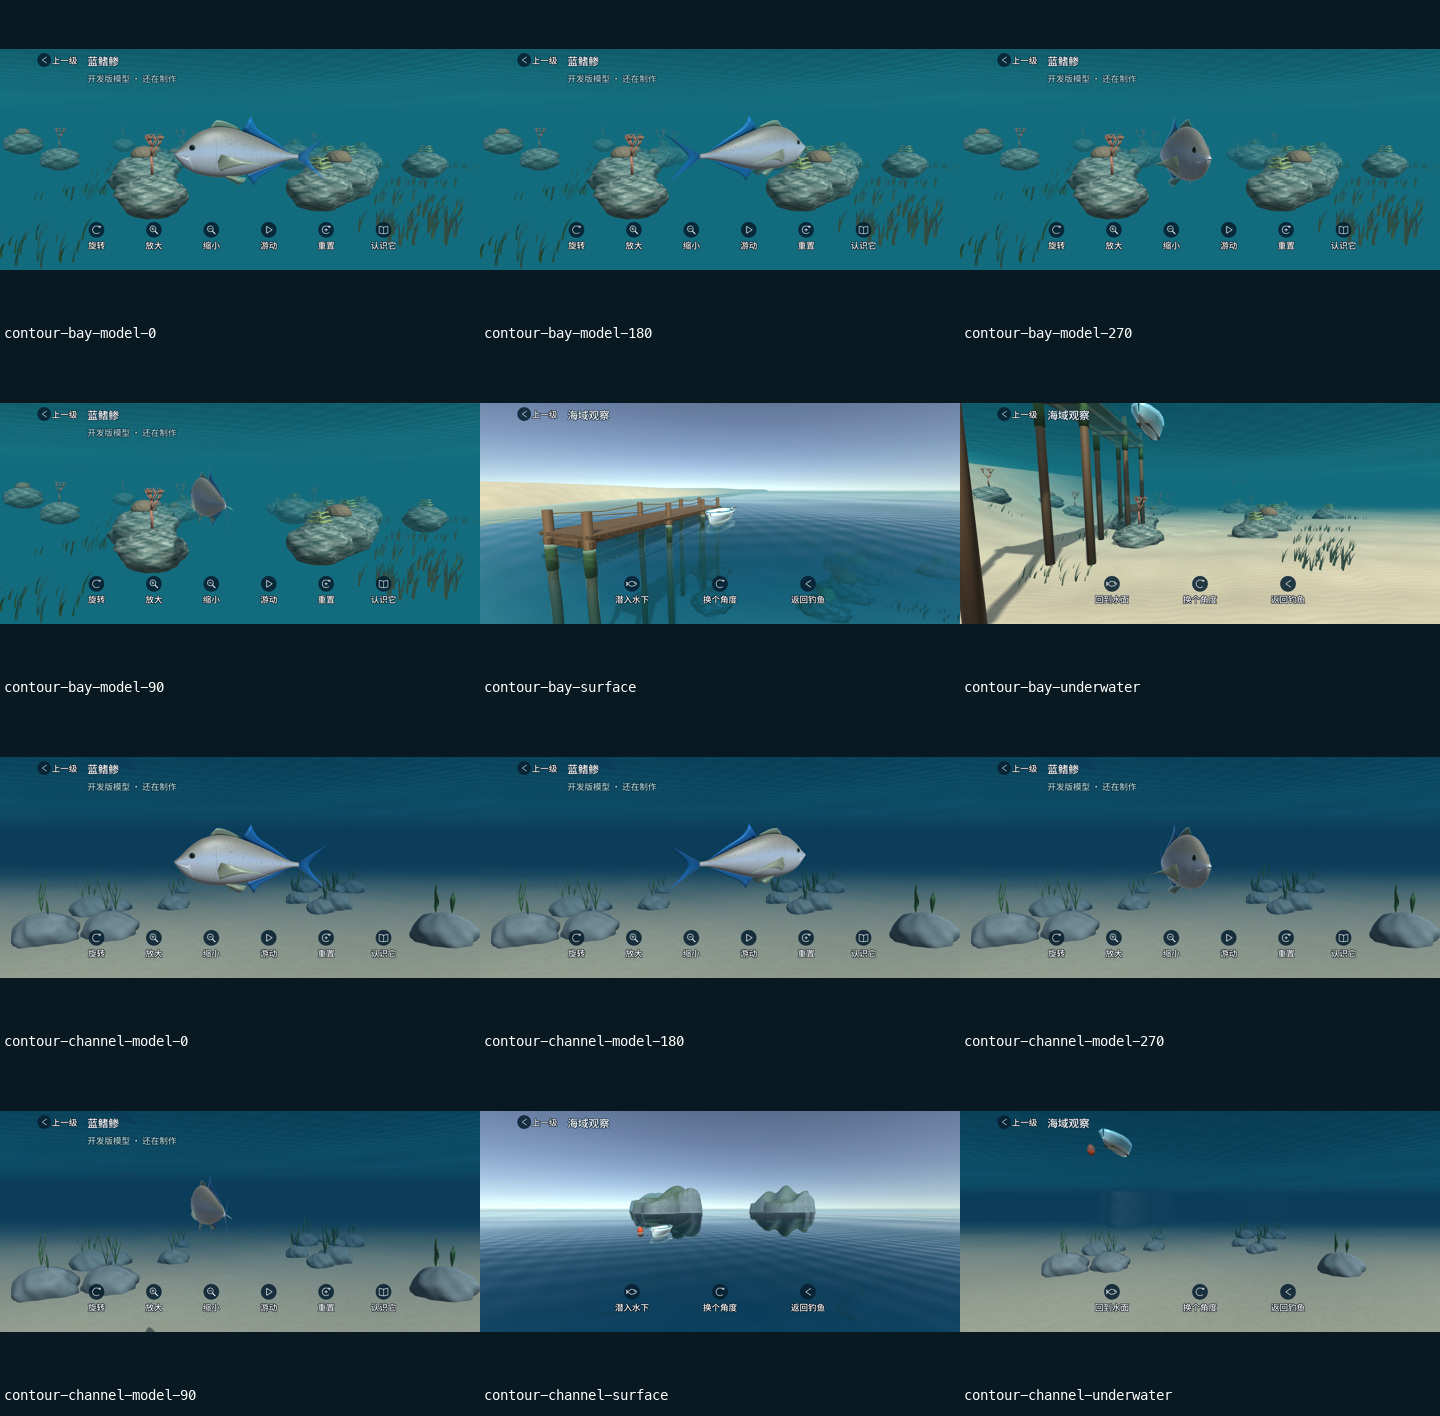 上一级 蓝鳍鲹
开发版模型 · 还在制作
旋转 放大 缩小 游动 重置 认识它
contour-bay-model-0
上一级 蓝鳍鲹
开发版模型 · 还在制作
旋转 放大 缩小 游动 重置 认识它
contour-bay-model-180
上一级 蓝鳍鲹
开发版模型 · 还在制作
旋转 放大 缩小 游动 重置 认识它
contour-bay-model-270
上一级 蓝鳍鲹
开发版模型 · 还在制作
旋转 放大 缩小 游动 重置 认识它
contour-bay-model-90
上一级 海域观察
潜入水下 换个角度 返回钓鱼
contour-bay-surface
上一级 海域观察
回到水面 换个角度 返回钓鱼
contour-bay-underwater
上一级 蓝鳍鲹
开发版模型 · 还在制作
旋转 放大 缩小 游动 重置 认识它
contour-channel-model-0
上一级 蓝鳍鲹
开发版模型 · 还在制作
旋转 放大 缩小 游动 重置 认识它
contour-channel-model-180
上一级 蓝鳍鲹
开发版模型 · 还在制作
旋转 放大 缩小 游动 重置 认识它
contour-channel-model-270
上一级 蓝鳍鲹
开发版模型 · 还在制作
旋转 放大 缩小 游动 重置 认识它
contour-channel-model-90
上一级 海域观察
潜入水下 换个角度 返回钓鱼
contour-channel-surface
上一级 海域观察
回到水面 换个角度 返回钓鱼
contour-channel-underwater